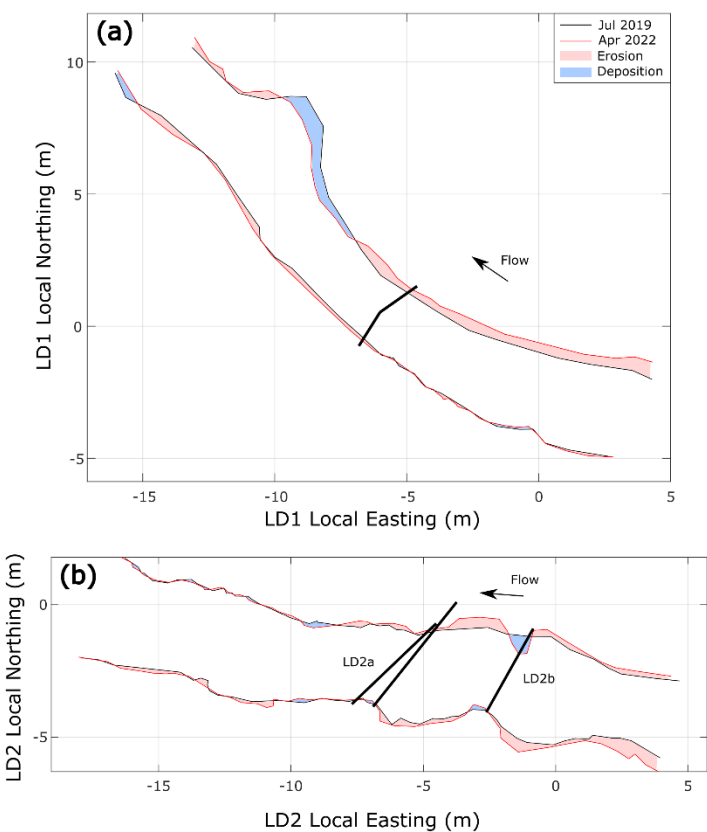 (a)
Jul 2019
Apr 2022
Erosion
Deposition
10
5
0
-5
Flow
LD1 Local Northing (m)
-15
-10
-5
0
5
LD1 Local Easting (m)
(b)
Flow
0
-5
LD2a
LD2b
LD2 Local Northing (m)
-15
-10
-5
0
5
LD2 Local Easting (m)